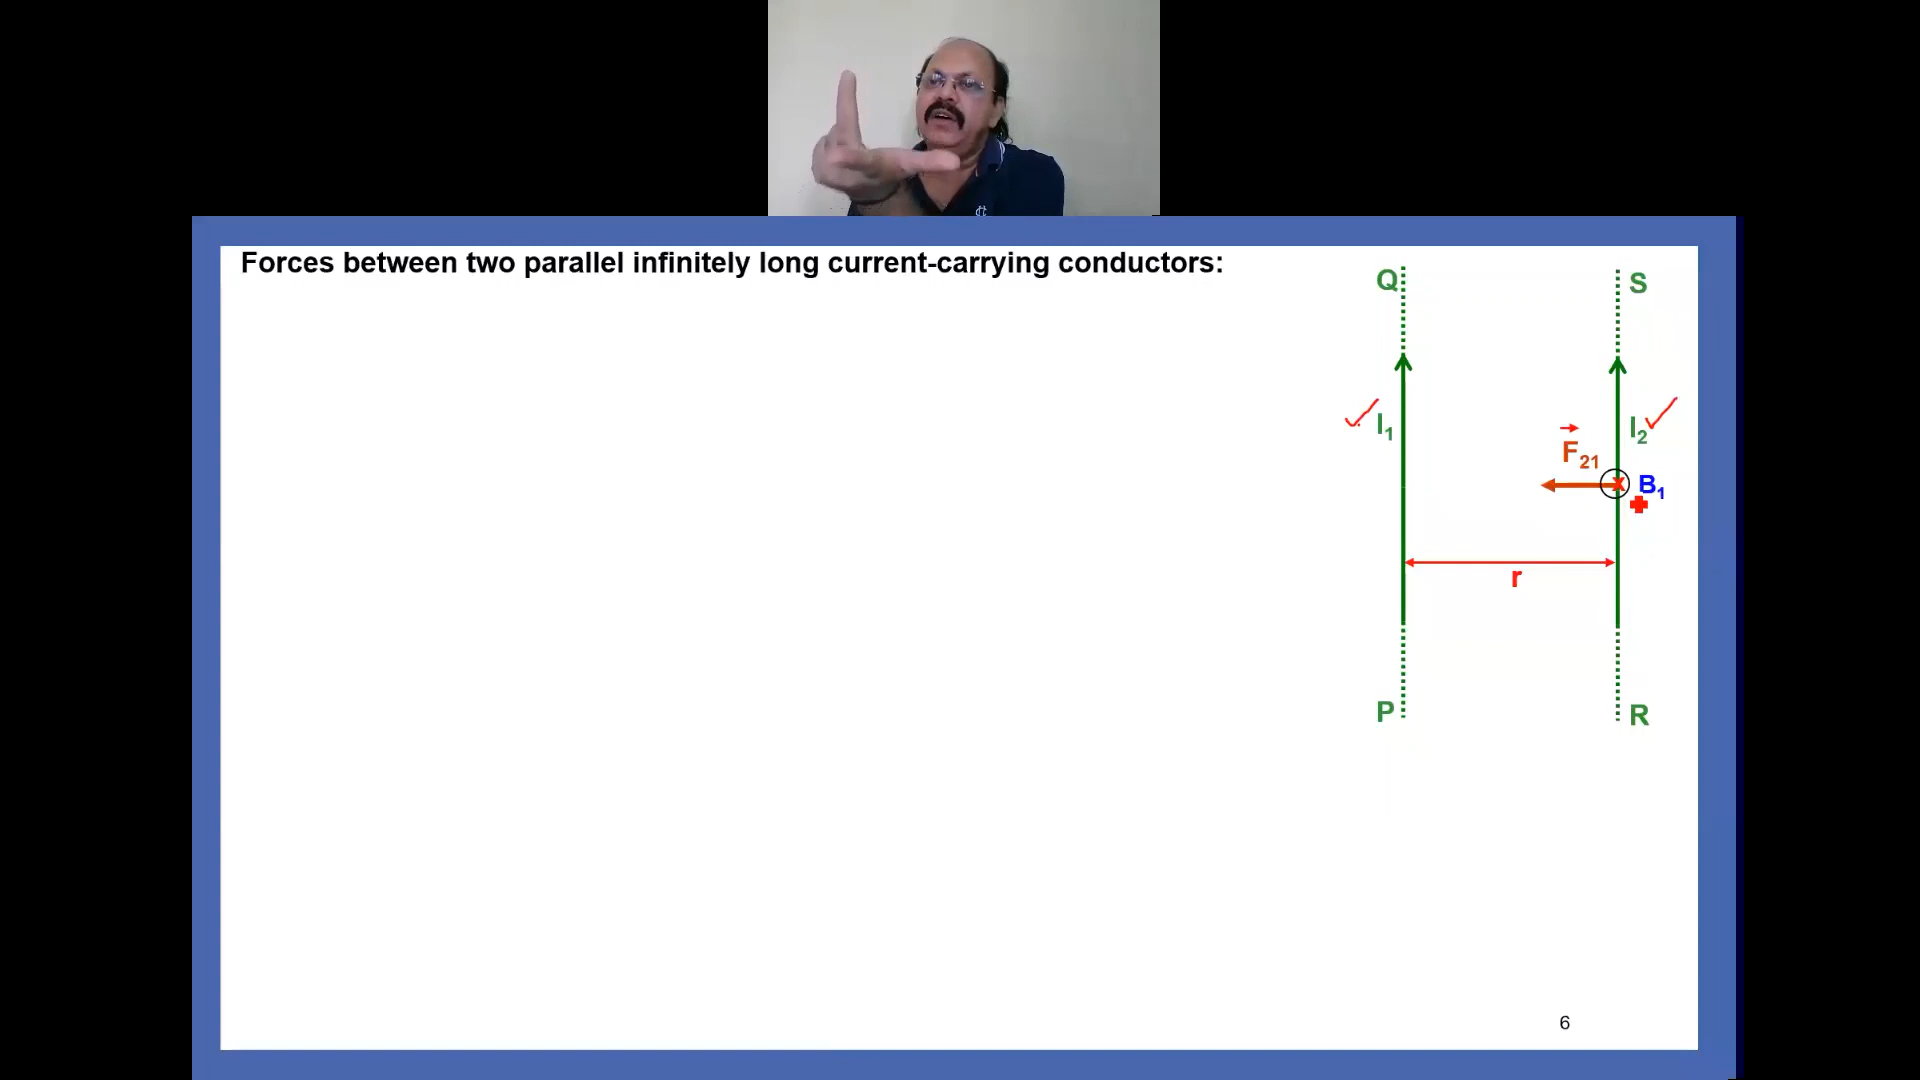 Forces between two parallel infinitely long current-carrying conductors:
Q S
I₁ I₂
F₂₁
x B₁
r
P R
6